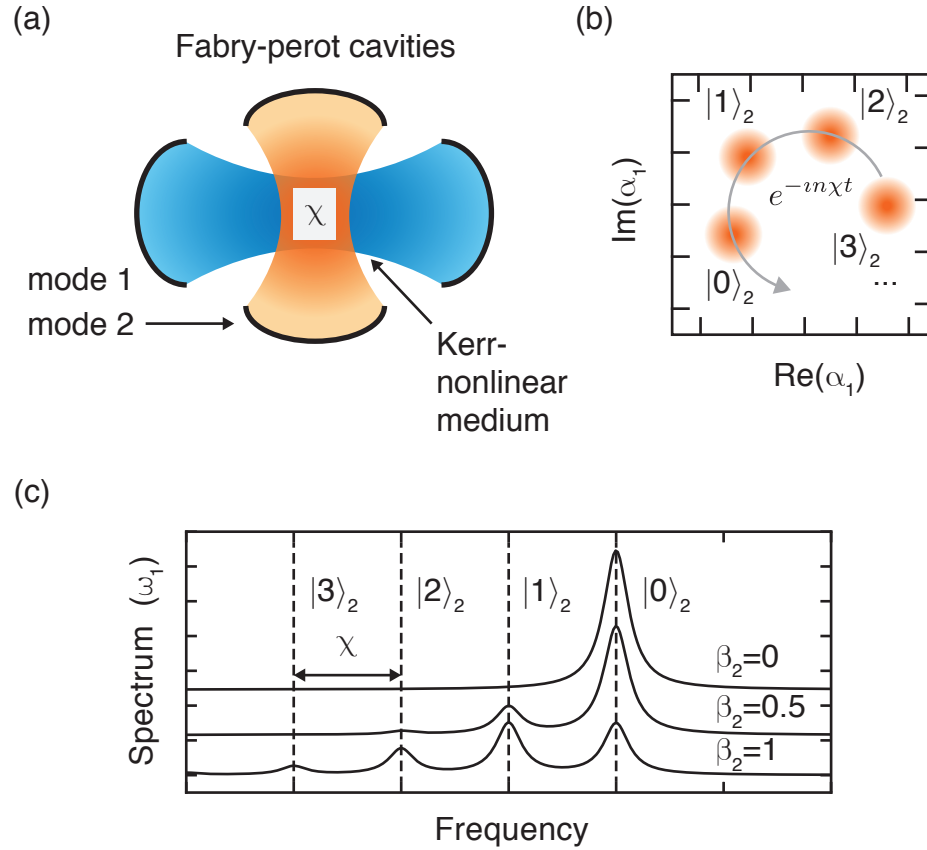 (a)
Fabry-perot cavities
χ
mode 1
mode 2
Kerr-
nonlinear
medium
(b)
|1⟩₂
|2⟩₂
e^{-ınχt}
|0⟩₂
|3⟩₂
...
Im(α₁)
Re(α₁)
(c)
Spectrum (ω₁)
|3⟩₂ |2⟩₂ |1⟩₂ |0⟩₂
χ
β₂=0
β₂=0.5
β₂=1
Frequency